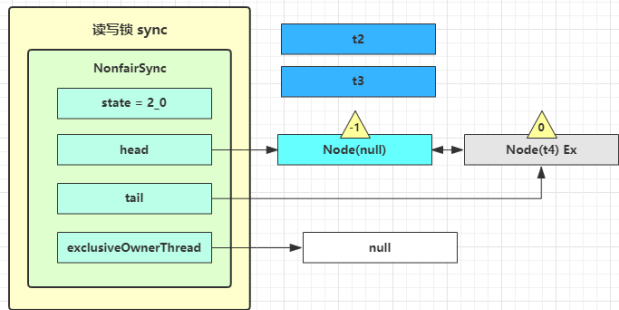 读写锁 sync
NonfairSync
state = 2_0
head
tail
exclusiveOwnerThread
t2
t3
-1
Node(null)
0
Node(t4) Ex
null